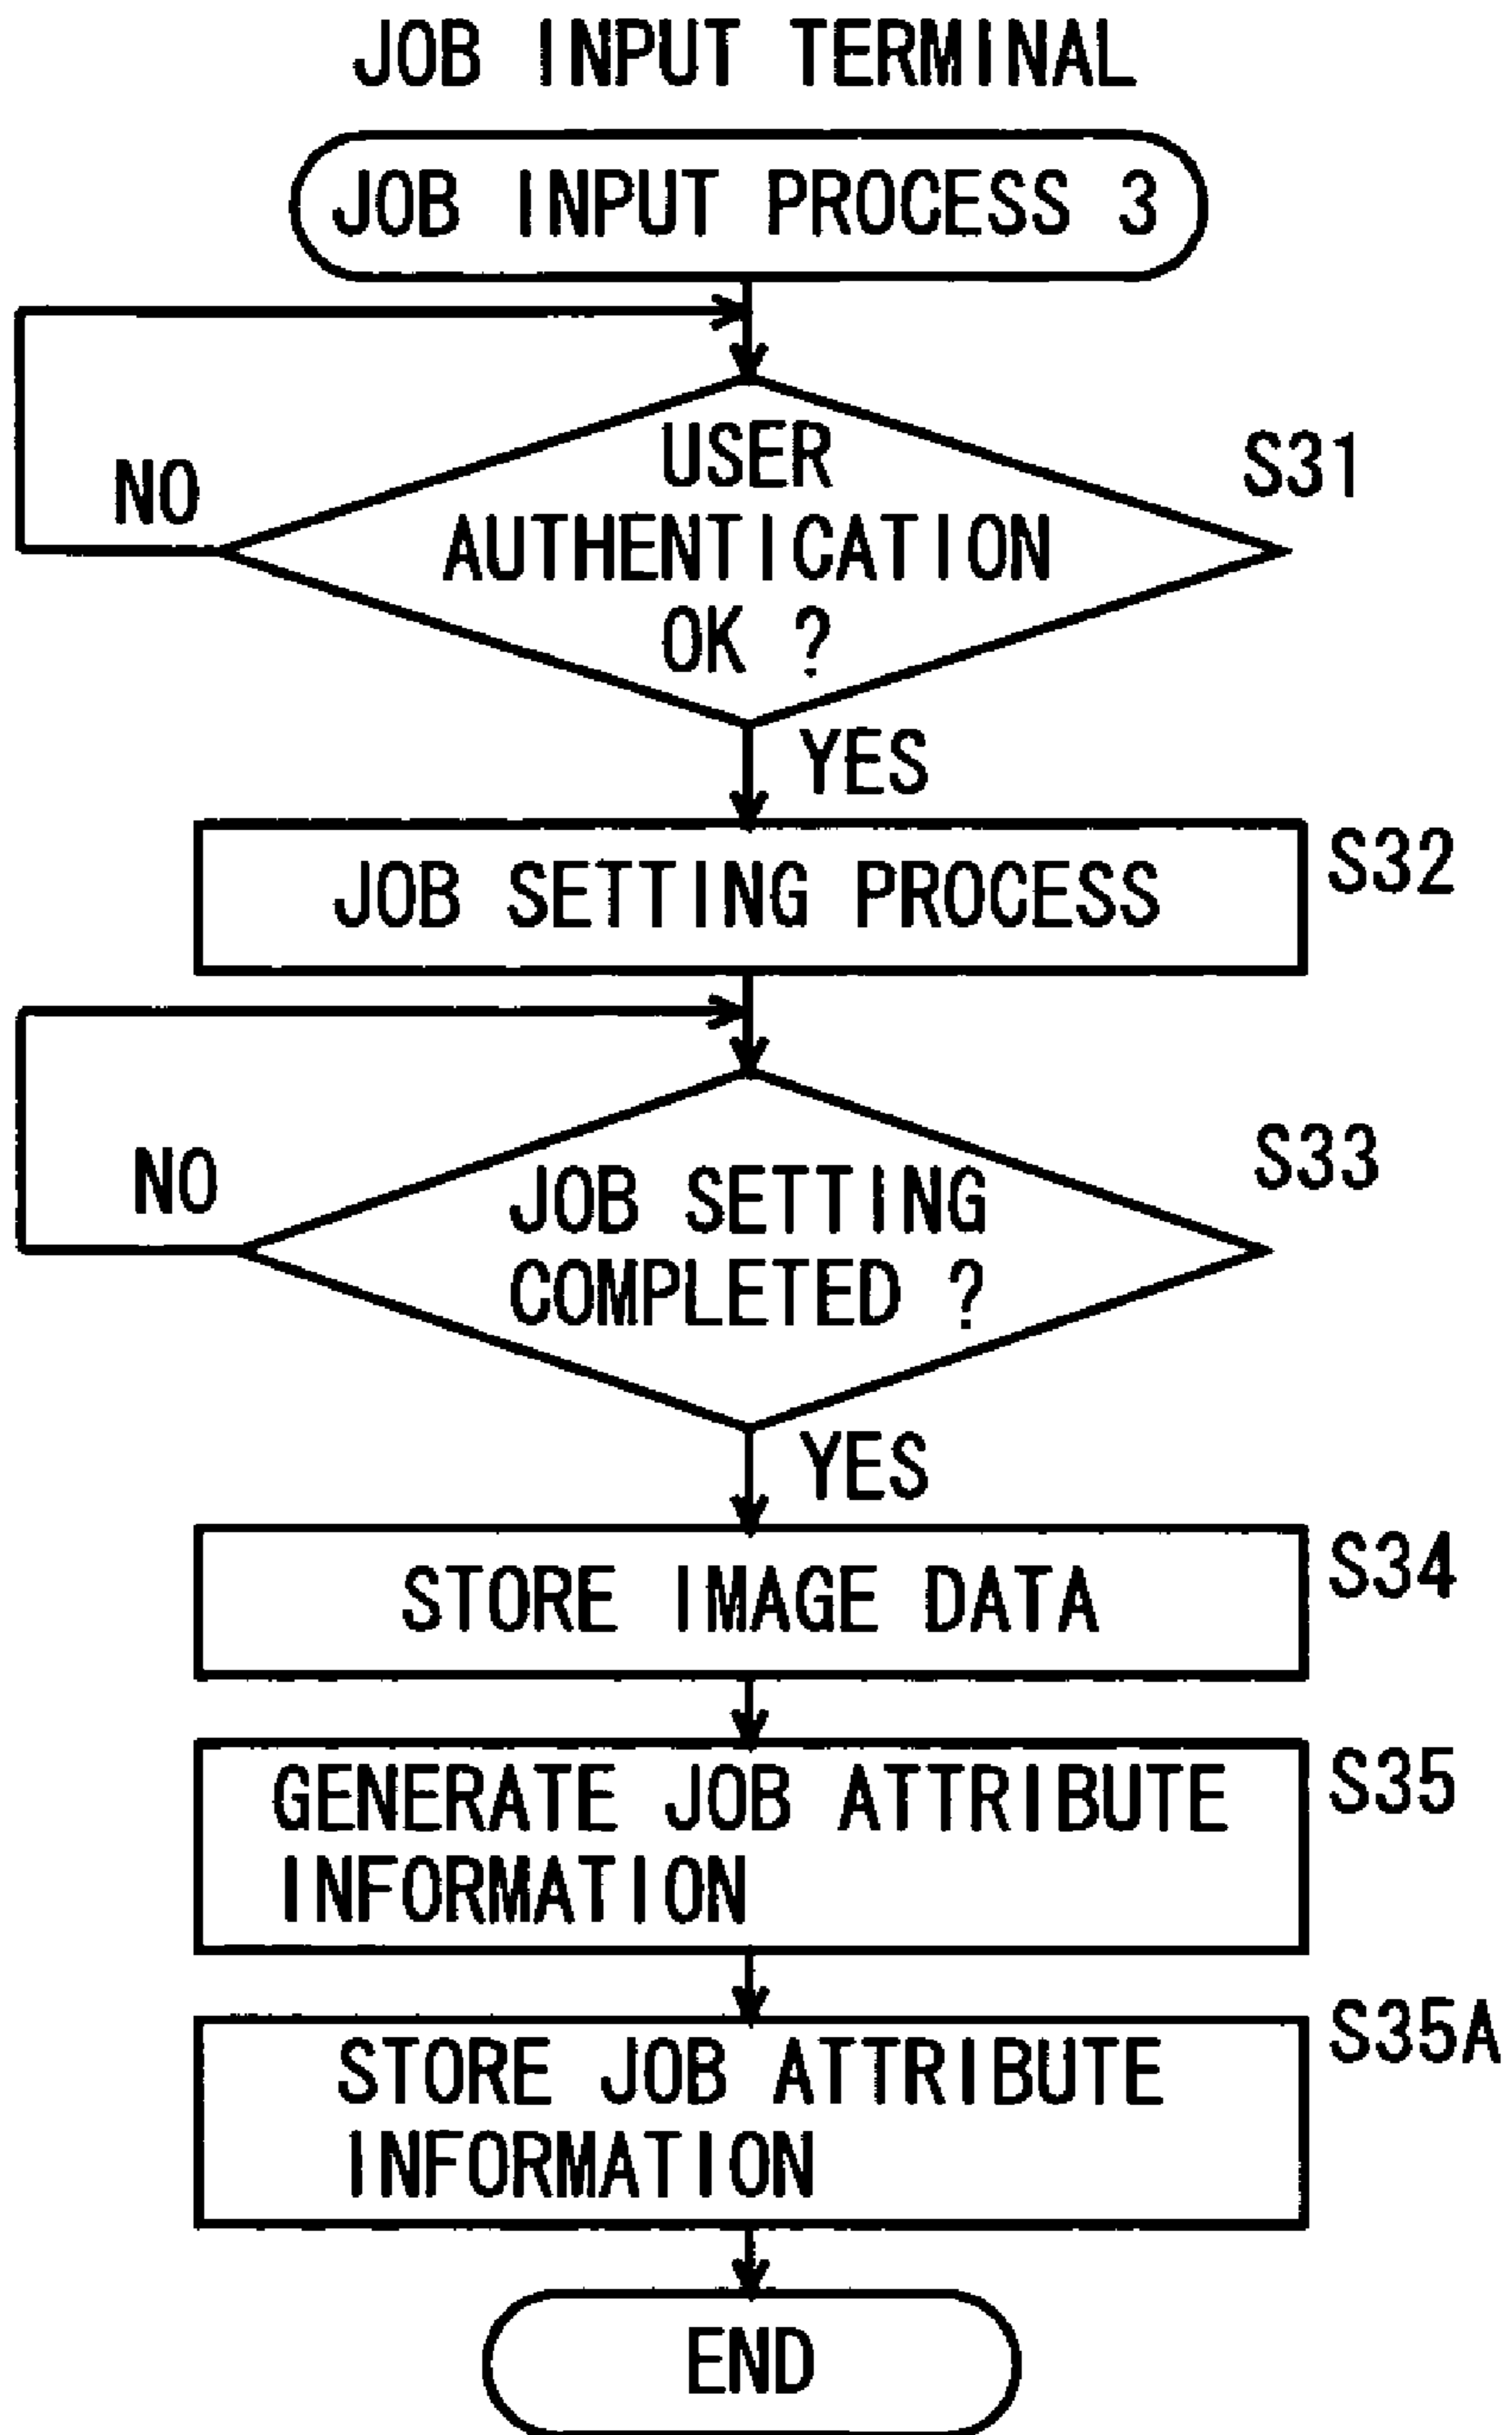 JOB INPUT TERMINAL
JOB INPUT PROCESS 3
USER
AUTHENTICATION
OK ?
S31
NO
YES
JOB SETTING PROCESS
S32
JOB SETTING
COMPLETED ?
S33
NO
YES
STORE IMAGE DATA
S34
GENERATE JOB ATTRIBUTE
INFORMATION
S35
STORE JOB ATTRIBUTE
INFORMATION
S35A
END